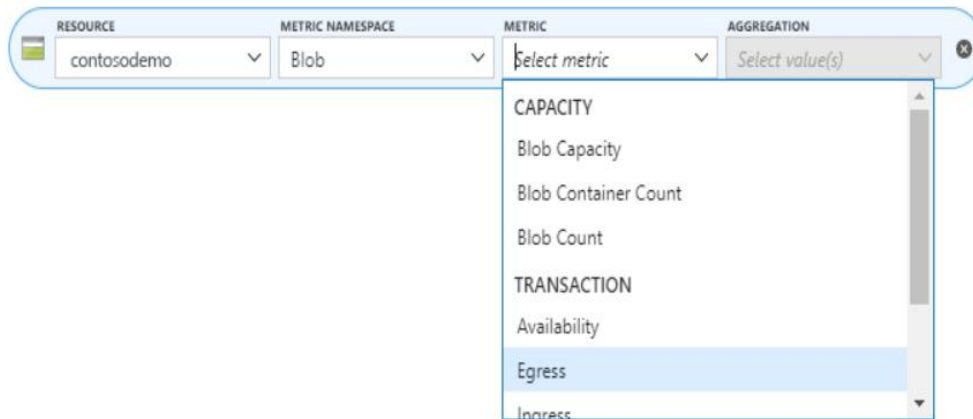 RESOURCE METRIC NAMESPACE METRIC AGGREGATION
contosodemo Blob Select metric Select value(s)
CAPACITY
Blob Capacity
Blob Container Count
Blob Count
TRANSACTION
Availability
Egress
Ingress